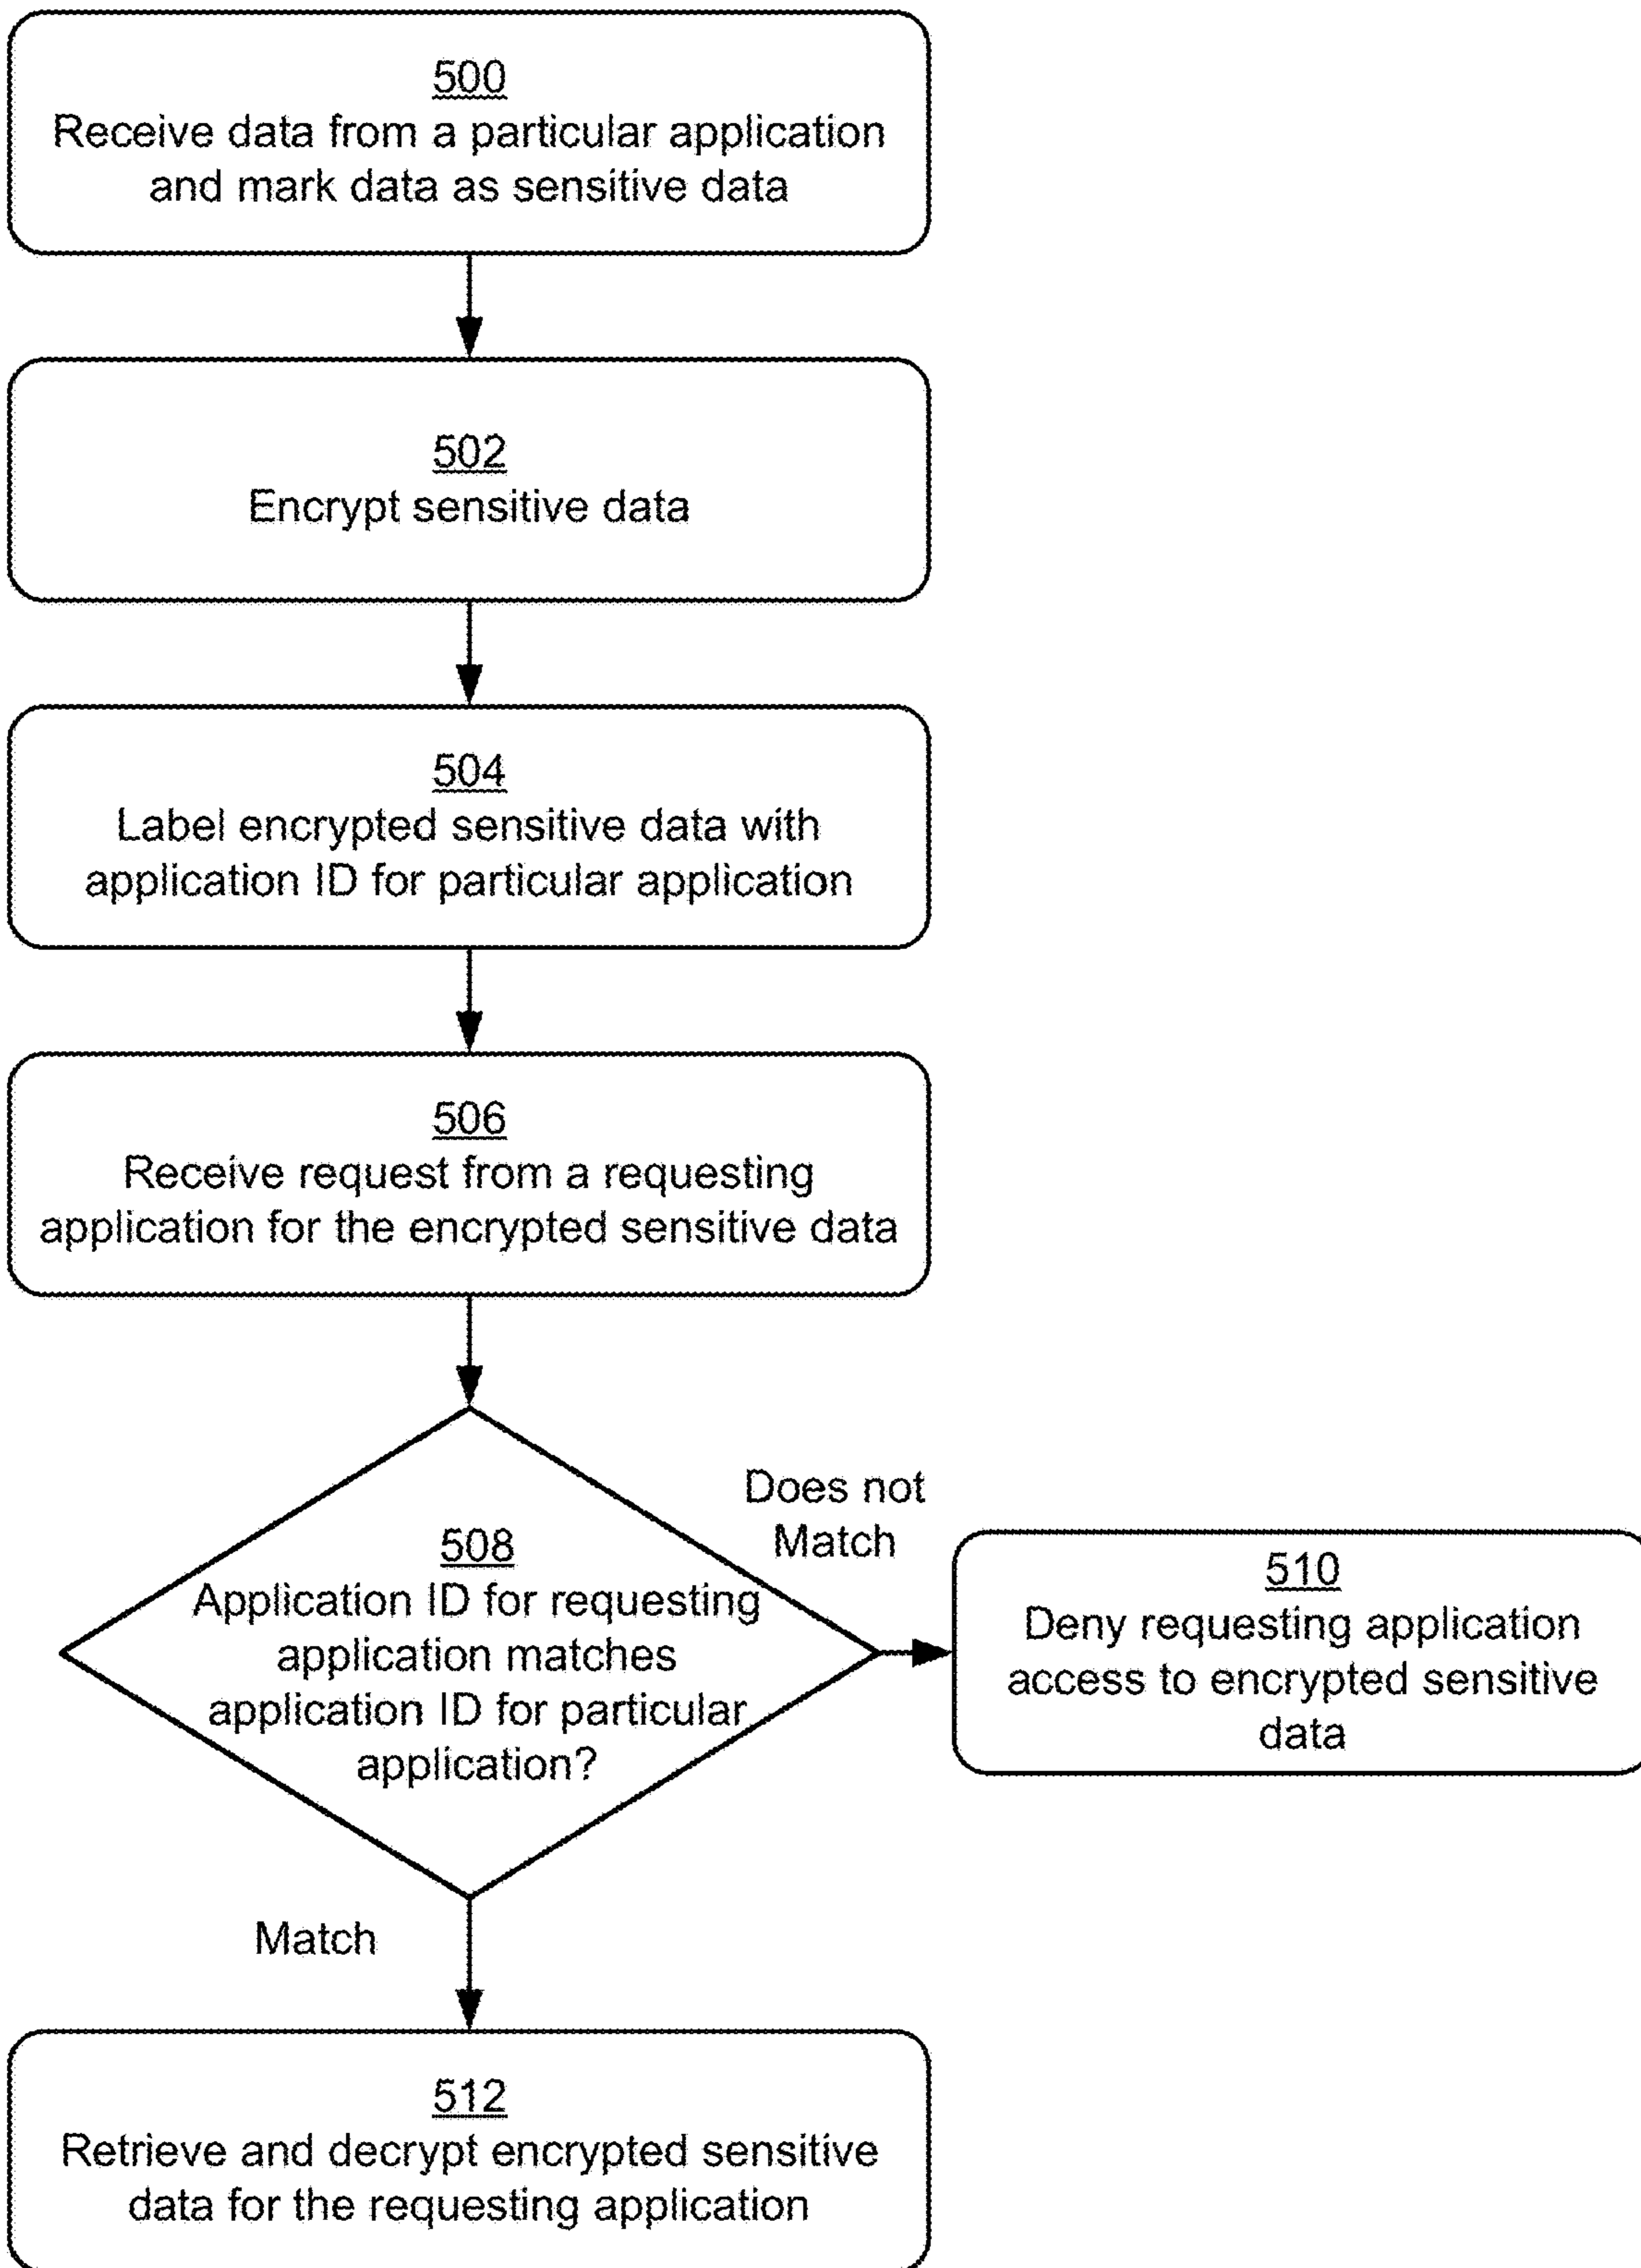 500
Receive data from a particular application
and mark data as sensitive data
502
Encrypt sensitive data
504
Label encrypted sensitive data with
application ID for particular application
506
Receive request from a requesting
application for the encrypted sensitive data
508
Application ID for requesting
application matches
application ID for particular
application?
Does not
Match
510
Deny requesting application
access to encrypted sensitive
data
Match
512
Retrieve and decrypt encrypted sensitive
data for the requesting application